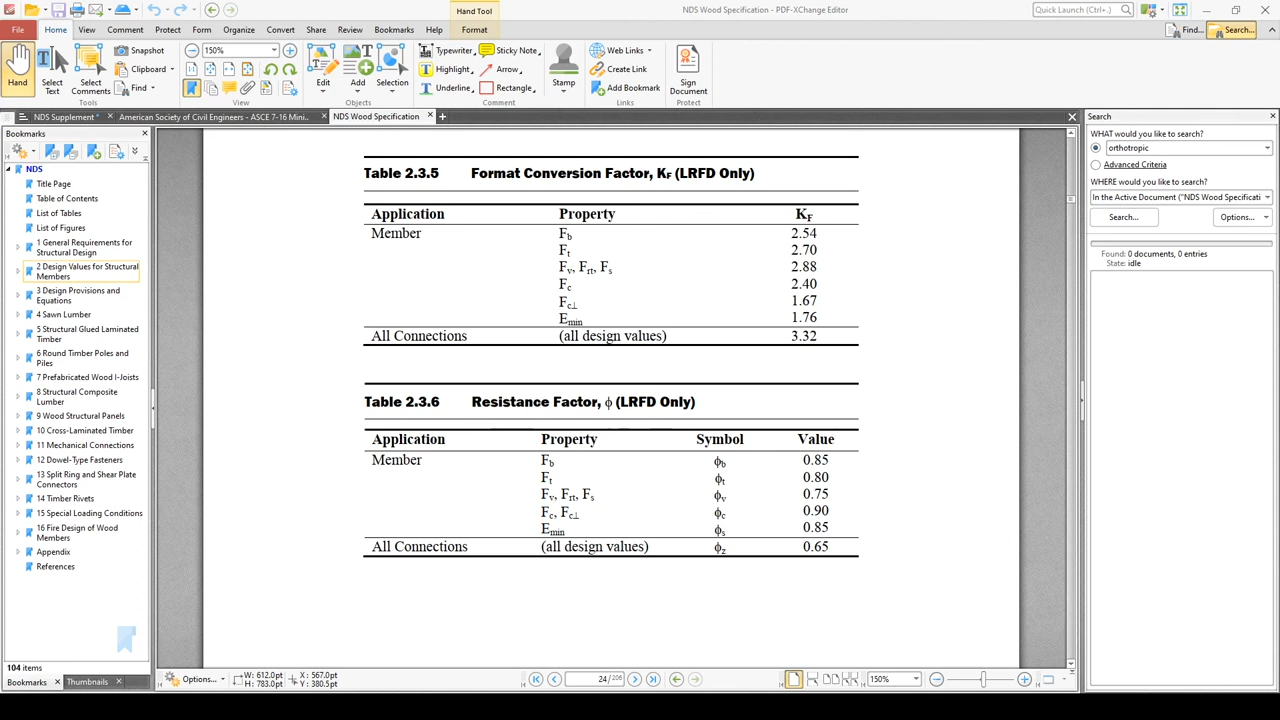 Hand Tool
NDS Wood Specification - PDF-XChange Editor
Quick Launch (Ctrl+.)
File
Home
View
Comment
Protect
Form
Organize
Convert
Share
Review
Bookmarks
Help
Format
Find...
Search...
Hand
Select
Text
Select
Comments
Snapshot
Clipboard
Find
Tools
150%
View
Edit
Add
Selection
Objects
Typewriter
Highlight
Underline
Sticky Note
Arrow
Rectangle
Comment
Stamp
Web Links
Create Link
Add Bookmark
Links
Sign
Document
Protect
NDS Supplement *
American Society of Civil Engineers - ASCE 7-16 Mini...
NDS Wood Specification
Bookmarks
NDS
Title Page
Table of Contents
List of Tables
List of Figures
1 General Requirements for
Structural Design
2 Design Values for Structural
Members
3 Design Provisions and
Equations
4 Sawn Lumber
5 Structural Glued Laminated
Timber
6 Round Timber Poles and
Piles
7 Prefabricated Wood I-Joists
8 Structural Composite
Lumber
9 Wood Structural Panels
10 Cross-Laminated Timber
11 Mechanical Connections
12 Dowel-Type Fasteners
13 Split Ring and Shear Plate
Connectors
14 Timber Rivets
15 Special Loading Conditions
16 Fire Design of Wood
Members
Appendix
References
104 items
Bookmarks
Thumbnails
Table 2.3.5 Format Conversion Factor, KF (LRFD Only)
Application Property KF
Member Fb 2.54
Ft 2.70
Fv, Frt, Fs 2.88
Fc 2.40
Fc⊥ 1.67
Emin 1.76
All Connections (all design values) 3.32
Table 2.3.6 Resistance Factor, ϕ (LRFD Only)
Application Property Symbol Value
Member Fb ϕb 0.85
Ft ϕt 0.80
Fv, Frt, Fs ϕv 0.75
Fc, Fc⊥ ϕc 0.90
Emin ϕs 0.85
All Connections (all design values) ϕz 0.65
Search
WHAT would you like to search?
orthotropic
Advanced Criteria
WHERE would you like to search?
In the Active Document ("NDS Wood Specificati
Search...
Options...
Found: 0 documents, 0 entries
State: idle
Options...
W: 612.0pt
H: 783.0pt
X: 567.0pt
Y: 380.5pt
24 / 206
150%